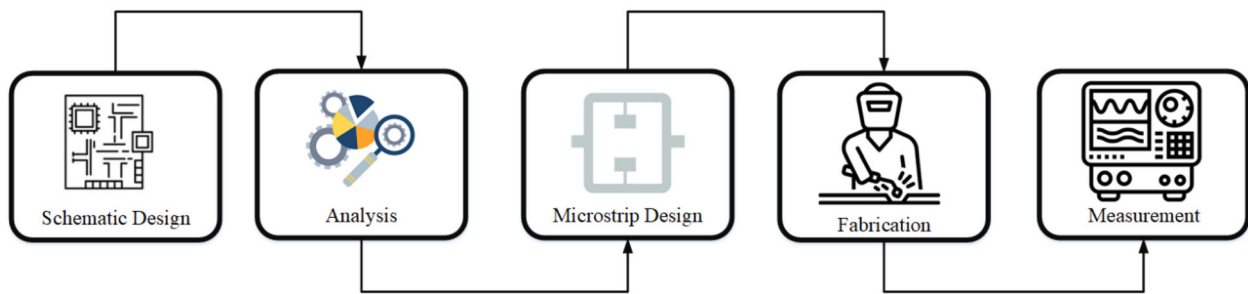 Schematic Design
Analysis
Microstrip Design
Fabrication
Measurement